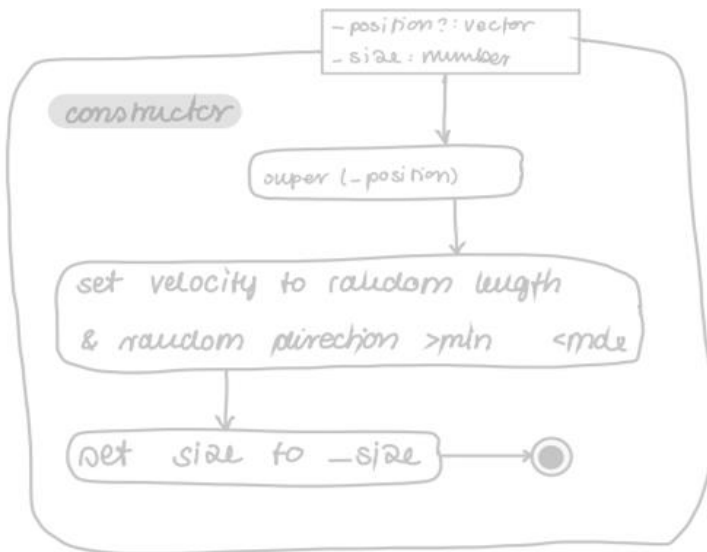 _position?: vector
_size: number
constructor
super (_position)
set velocity to random length
& random direction >min
set size to _size